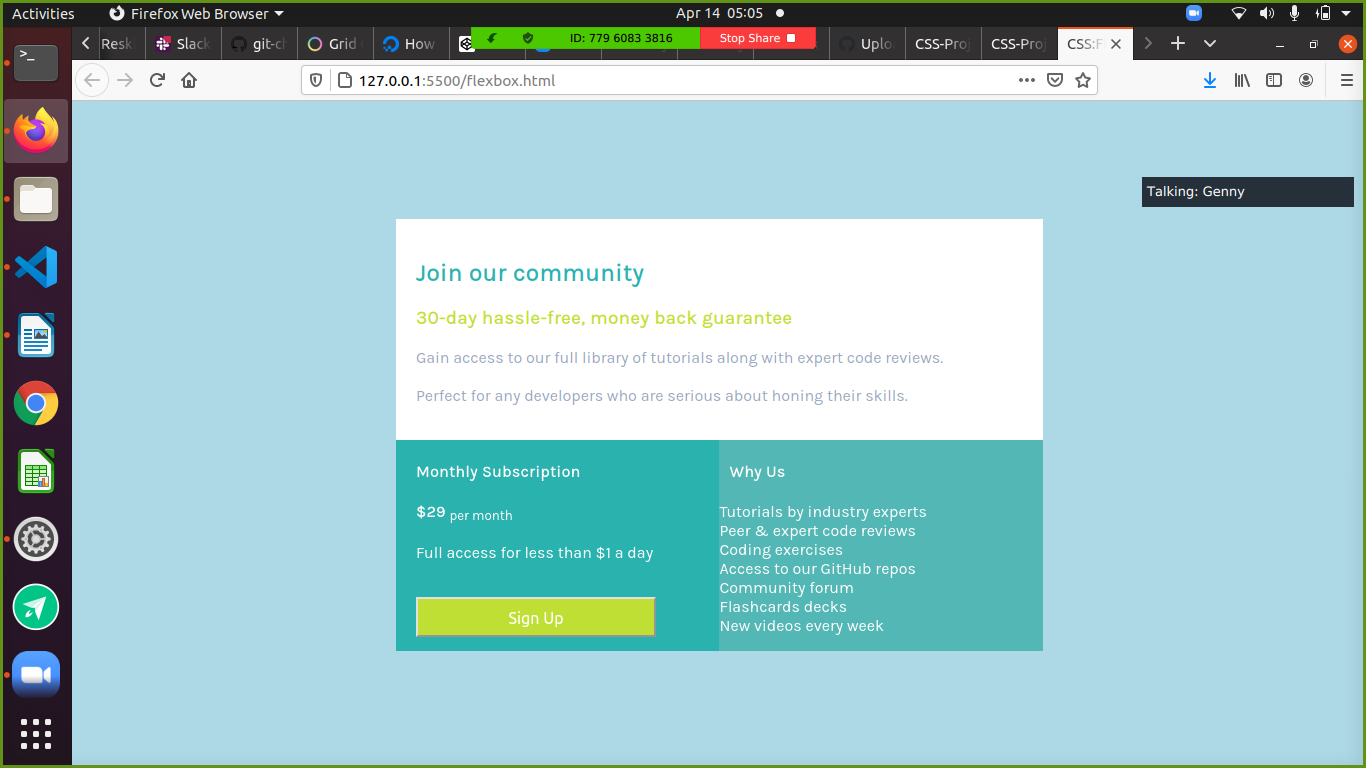 Activities
Firefox Web Browser
Apr 14 05:05
Resk
Slack
git-ch
Grid
How
ID: 779 6083 3816
Stop Share
Uplo
CSS-Proj
CSS-Proj
CSS:F
127.0.0.1:5500/flexbox.html
Talking: Genny
Join our community
30-day hassle-free, money back guarantee
Gain access to our full library of tutorials along with expert code reviews.
Perfect for any developers who are serious about honing their skills.
Monthly Subscription
$29 per month
Full access for less than $1 a day
Sign Up
Why Us
Tutorials by industry experts
Peer & expert code reviews
Coding exercises
Access to our GitHub repos
Community forum
Flashcards decks
New videos every week